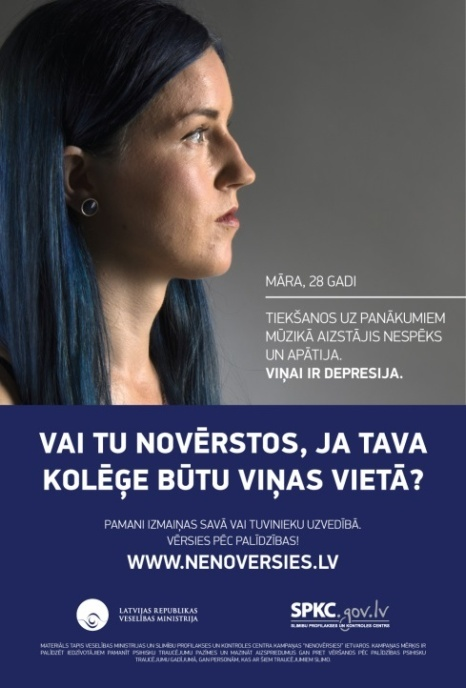 MĀRA, 28 GADI
TIEKŠANOS UZ PANĀKUMIEM
MŪZIKĀ AIZSTĀJIS NESPĒKS
UN APĀTIJA.
VIŅAI IR DEPRESIJA.
VAI TU NOVĒRSTOS, JA TAVA
KOLĒĢE BŪTU VIŅAS VIETĀ?
PAMANI IZMAIŅAS SAVĀ VAI TUVINIEKU UZVEDĪBĀ.
VĒRSIES PĒC PALĪDZĪBAS!
WWW.NENOVERSIES.LV
LATVIJAS REPUBLIKAS
VESELĪBAS MINISTRIJA
SPKC.gov.lv
SLIMĪBU PROFILAKSES UN KONTROLES CENTRS
MATERIĀLS TAPIS VESELĪBAS MINISTRIJAS UN SLIMĪBU PROFILAKSES UN KONTROLES CENTRA KAMPAŅAS "NENOVĒRSIES!" IETVAROS. KAMPAŅAS MĒRĶIS IR
PALĪDZĒT IEDZĪVOTĀJIEM PAMANĪT PSIHISKU TRAUCĒJUMU PAZĪMES UN MAZINĀT AIZSPRIEDUMUS GAN PRET VĒRŠANOS PĒC PALĪDZĪBAS PSIHISKU
TRAUCĒJUMU GADĪJUMĀ, GAN PERSONĀM, KAS AR ŠIEM TRAUCĒJUMIEM SLIMO.